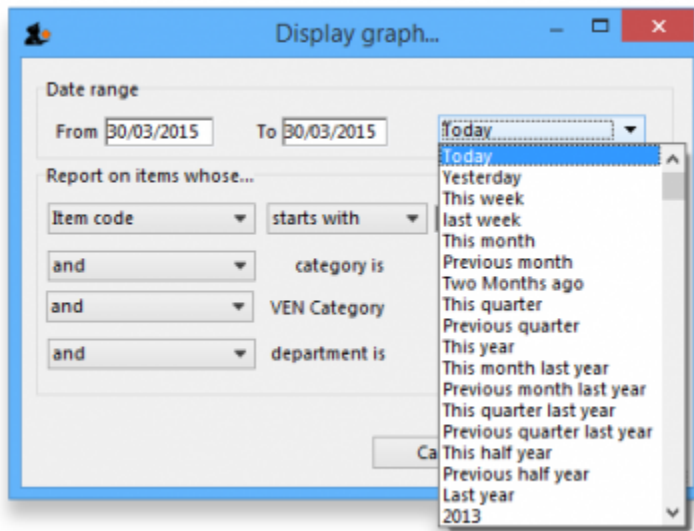 Display graph...
Date range
From 30/03/2015 To 30/03/2015 Today
Today
Yesterday
This week
last week
This month
Previous month
Two Months ago
This quarter
Previous quarter
This year
This month last year
Previous month last year
This quarter last year
Previous quarter last year
This half year
Previous half year
Last year
2013
Report on items whose...
Item code starts with
and category is
and VEN Category
and department is
Ca